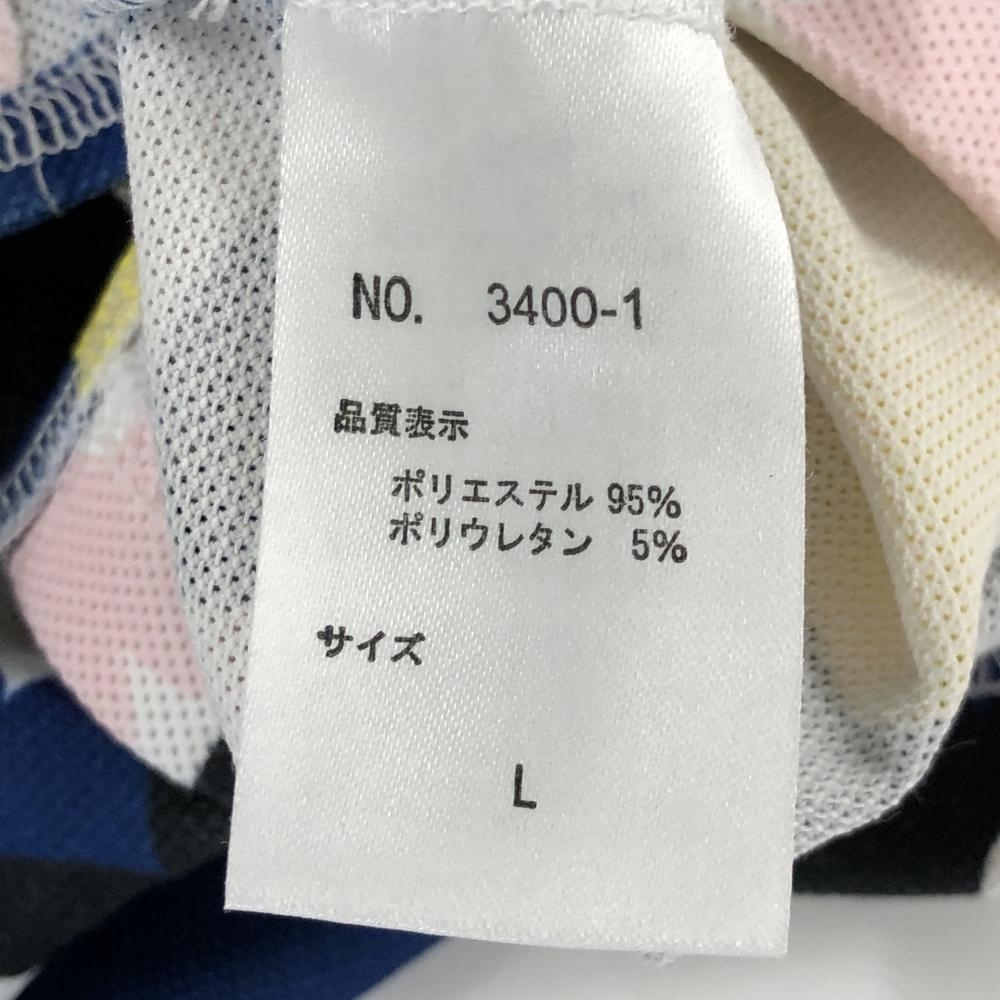 NO. 3400-1
品質表示
ポリエステル 95%
ポリウレタン 5%
サイズ
L